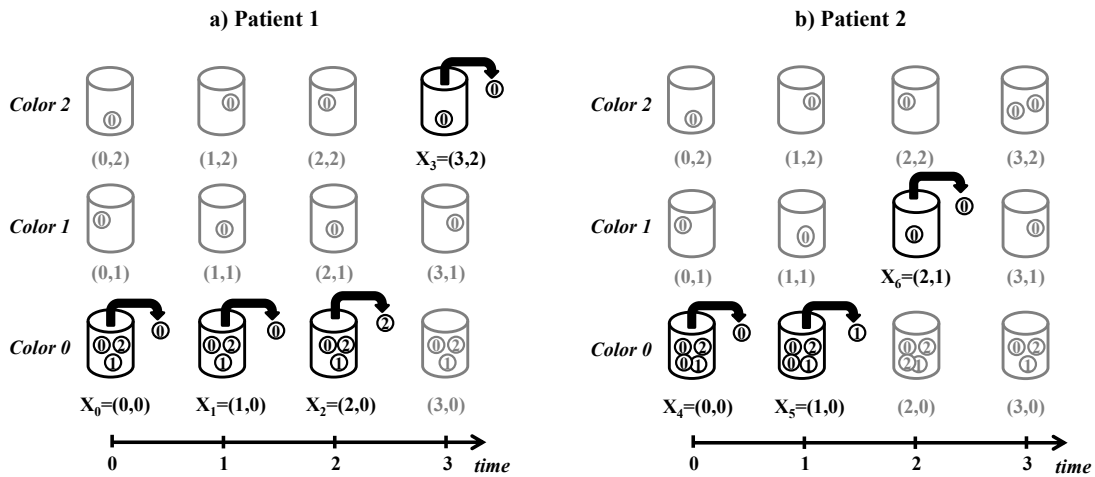 a) Patient 1
0
Color 2 0 0 0 0
(0,2) (1,2) (2,2) X₃=(3,2)
Color 1 0 0 0 0
(0,1) (1,1) (2,1) (3,1)
0 0 2
Color 0 0 2 0 2 0 2 0 2
1 1 1 1
X₀=(0,0) X₁=(1,0) X₂=(2,0) (3,0)
0 1 2 3 time
b) Patient 2
Color 2 0 0 0 0 0
(0,2) (1,2) (2,2) (3,2)
0
Color 1 0 0 0 0
(0,1) (1,1) X₆=(2,1) (3,1)
0 1
Color 0 0 2 0 2 0 2 0 2
0 1 0 1 2 1 1
X₄=(0,0) X₅=(1,0) (2,0) (3,0)
0 1 2 3 time